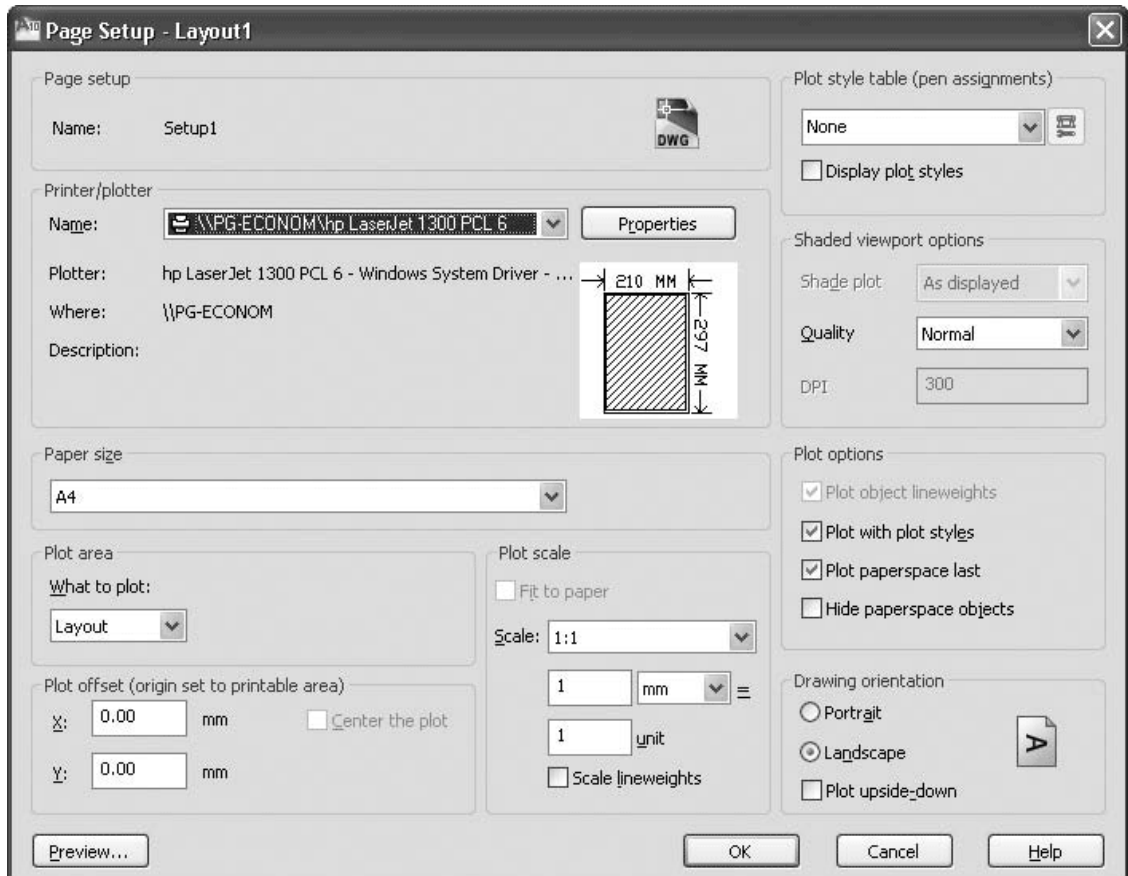 Page Setup - Layout1
Page setup
Name: Setup1
DWG
Printer/plotter
Name: \\PG-ECONOM\hp LaserJet 1300 PCL 6 Properties
Plotter: hp LaserJet 1300 PCL 6 - Windows System Driver - ...
Where: \\PG-ECONOM
Description:
210 MM
297 MM
Paper size
A4
Plot area
What to plot:
Layout
Plot offset (origin set to printable area)
X: 0.00 mm Center the plot
Y: 0.00 mm
Plot scale
Fit to paper
Scale: 1:1
1 mm =
1 unit
Scale lineweights
Plot style table (pen assignments)
None
Display plot styles
Shaded viewport options
Shade plot As displayed
Quality Normal
DPI 300
Plot options
Plot object lineweights
Plot with plot styles
Plot paperspace last
Hide paperspace objects
Drawing orientation
Portrait
Landscape
A
Plot upside-down
Preview... OK Cancel Help